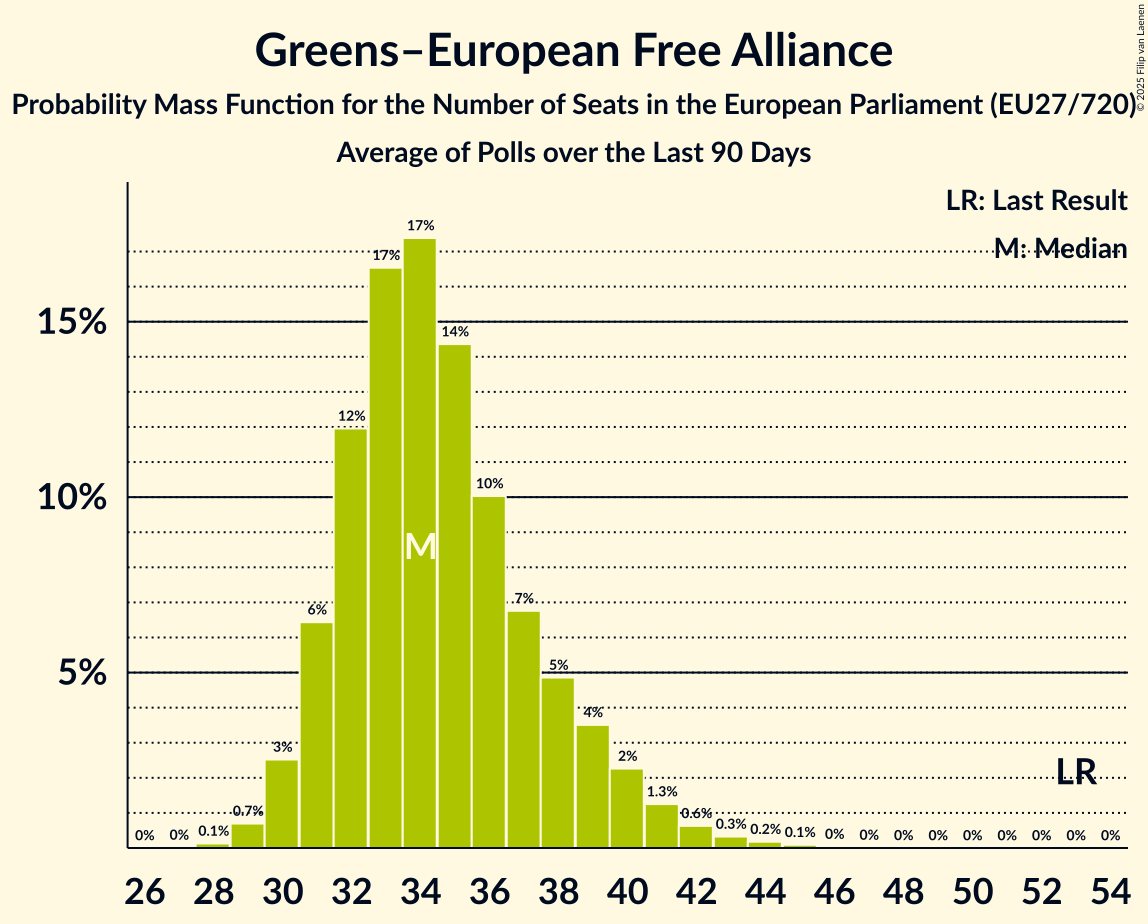 Greens–European Free Alliance
Probability Mass Function for the Number of Seats in the European Parliament (EU27/720)
Average of Polls over the Last 90 Days
© 2025 Filip van Laenen
LR: Last Result
M: Median
15%
10%
5%
0% 0% 0.1% 0.7% 3% 6% 12% 17% 17% 14% 10% 7% 5% 4% 2% 1.3% 0.6% 0.3% 0.2% 0.1% 0% 0% 0% 0% 0% 0% 0% 0% 0%
M
LR
26 28 30 32 34 36 38 40 42 44 46 48 50 52 54